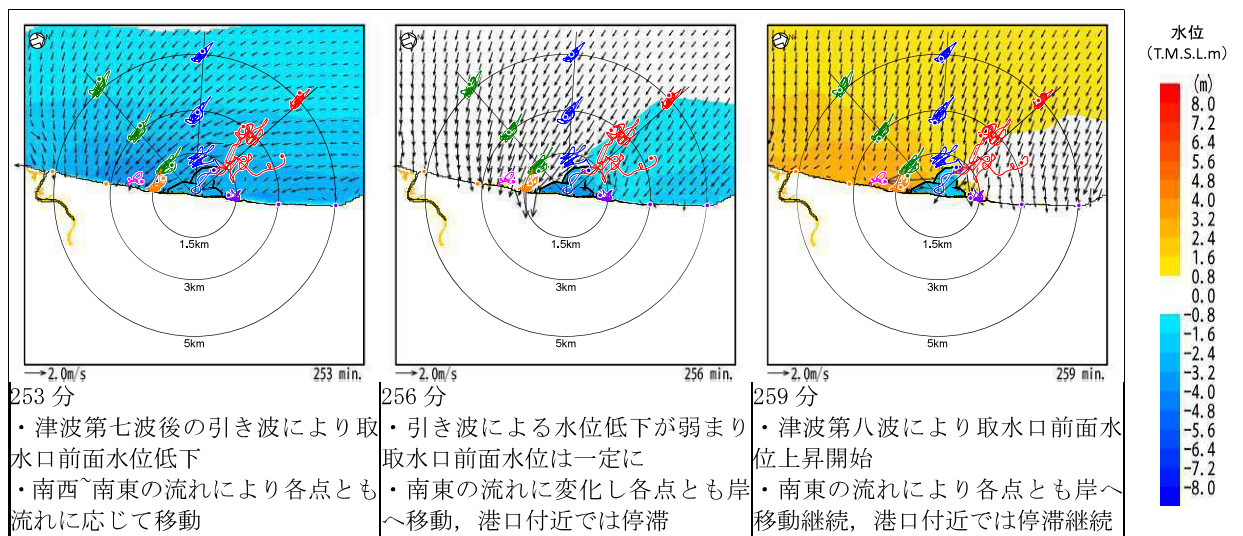 N
1.5km
3km
5km
2.0m/s
253 min.
253 分
・津波第七波後の引き波により取
水口前面水位低下
・南西~南東の流れにより各点とも
流れに応じて移動
N
1.5km
3km
5km
2.0m/s
256 min.
256 分
・引き波による水位低下が弱まり
取水口前面水位は一定に
・南東の流れに変化し各点とも岸
へ移動，港口付近では停滞
N
1.5km
3km
5km
2.0m/s
259 min.
259 分
・津波第八波により取水口前面水
位上昇開始
・南東の流れにより各点とも岸へ
移動継続，港口付近では停滞継続
水位
(T.M.S.L.m)
(m)
8.0
7.2
6.4
5.6
4.8
4.0
3.2
2.4
1.6
0.8
0.0
-0.8
-1.6
-2.4
-3.2
-4.0
-4.8
-5.6
-6.4
-7.2
-8.0